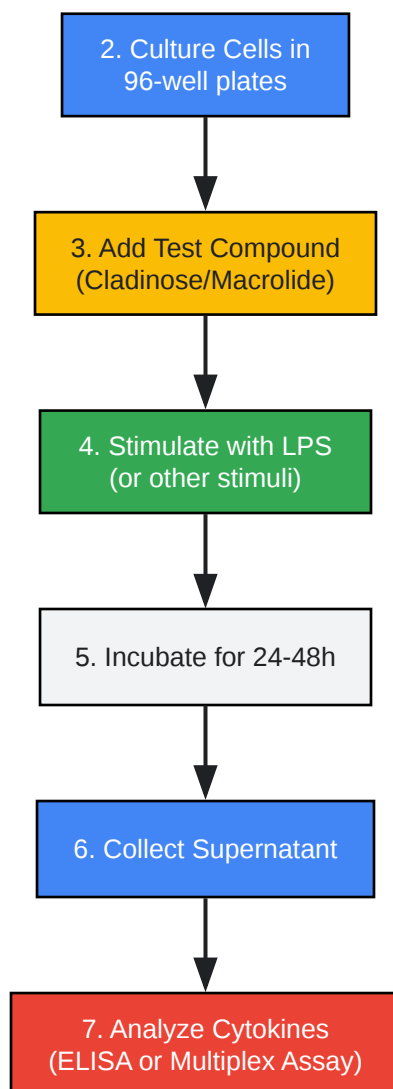 2. Culture Cells in
96-well plates
3. Add Test Compound
(Cladinose/Macrolide)
4. Stimulate with LPS
(or other stimuli)
5. Incubate for 24-48h
6. Collect Supernatant
7. Analyze Cytokines
(ELISA or Multiplex Assay)